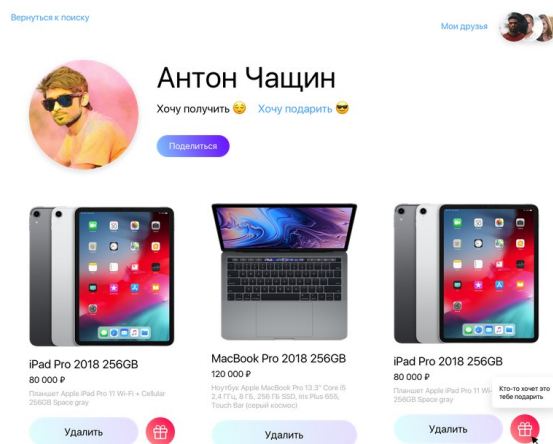 Вернуться к поиску
Мои друзья
Антон Чащин
Хочу получить 😌 Хочу подарить 😎
Поделиться
iPad Pro 2018 256GB
80 000 ₽
Планшет Apple iPad Pro 11 Wi-Fi + Cellular
256GB Space gray
Удалить
MacBook Pro 2018 256GB
120 000 ₽
Ноутбук Apple MacBook Pro 13.3" Core i5
2,4 ГГц, 8 ГБ, 256 ГБ SSD, Iris Plus 655,
Touch Bar (серый космос)
Удалить
iPad Pro 2018 256GB
80 000 ₽
Планшет Apple iPad Pro 11 Wi-
256GB Space gray
Кто-то хочет это
тебе подарить
Удалить